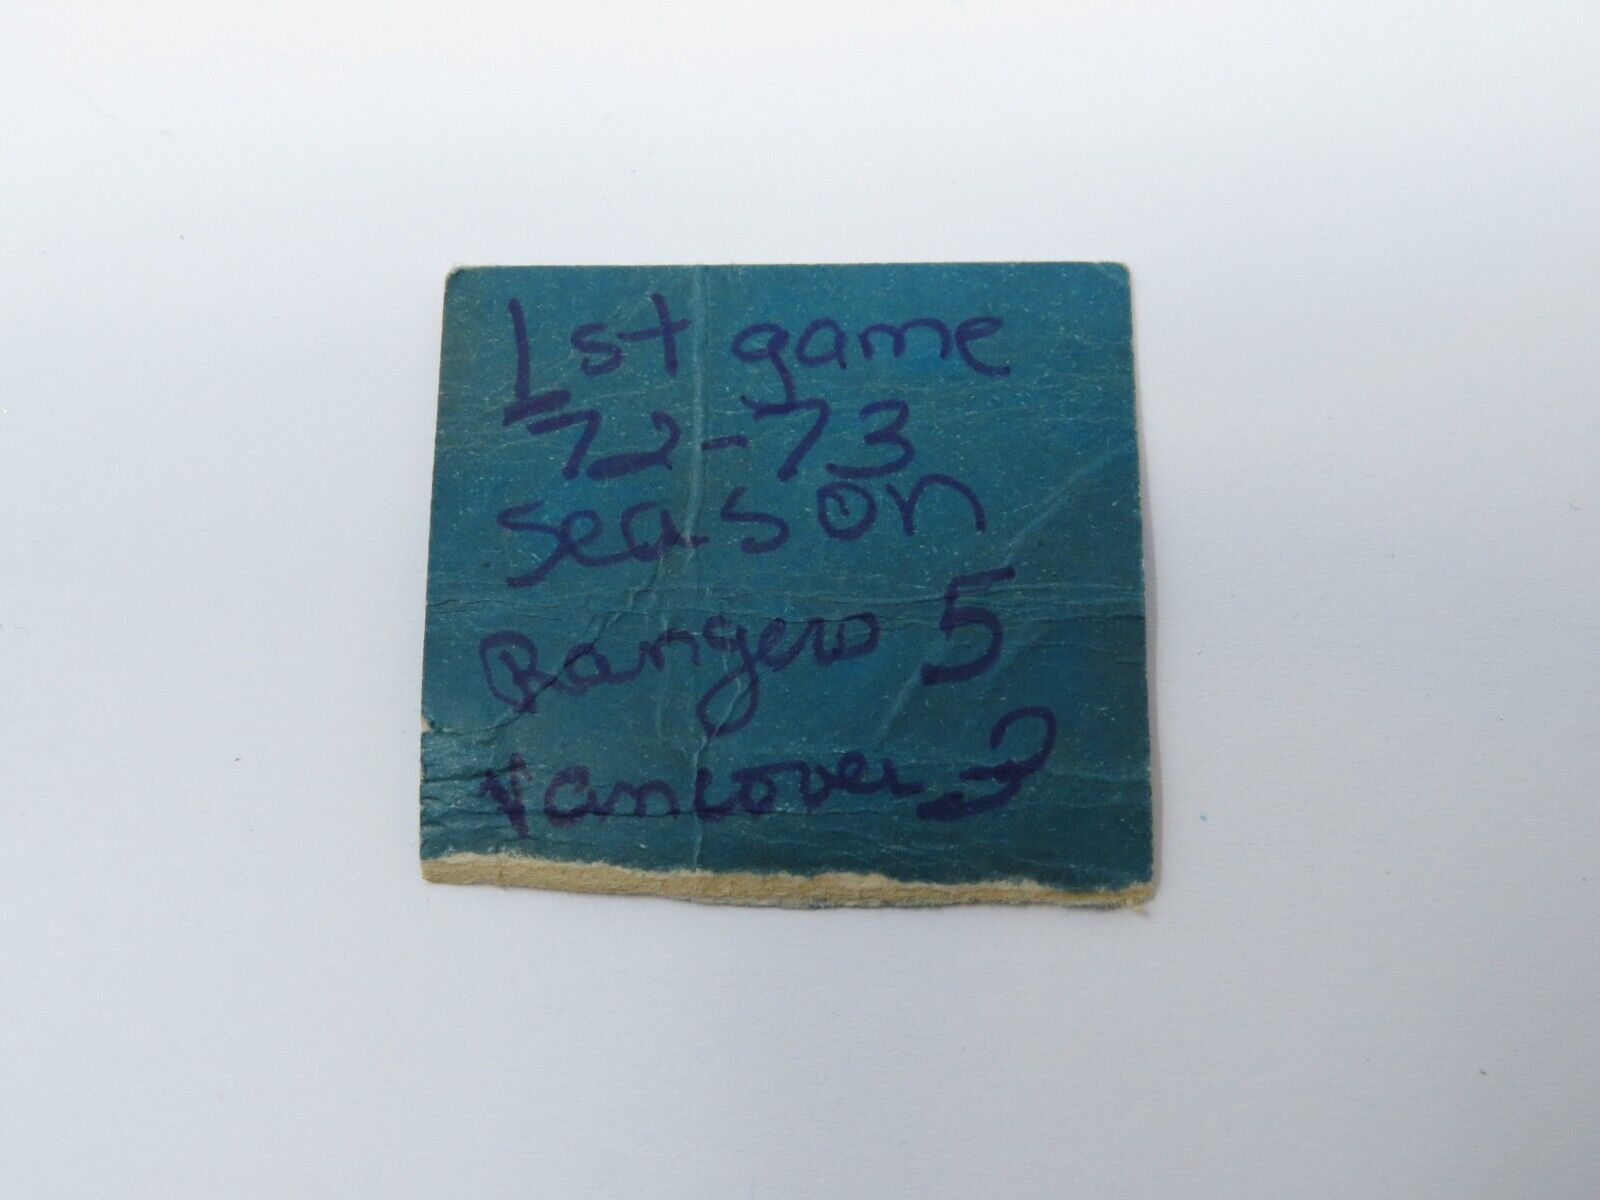 1st game
72-73
season
Rangers 5
Vancover 3